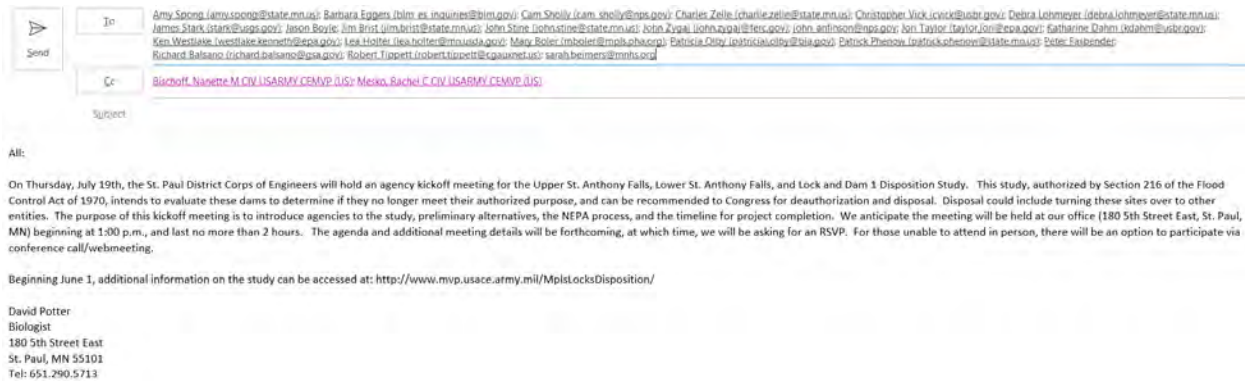 Send
To
Amy Spong (amy.spong@state.mn.us); Barbara Eggers (blm_es_inquiries@blm.gov); Cam Sholly (cam_sholly@nps.gov); Charles Zelle (charlie.zelle@state.mn.us); Christopher Vick (cvick@usbr.gov); Debra Lohmeyer (debra.lohmeyer@state.mn.us);
James Stark (stark@usgs.gov); Jason Boyle; Jim Brist (jim.brist@state.mn.us); John Stine (john.stine@state.mn.us); John Zygaj (john.zygaj@ferc.gov); john_anfinson@nps.gov; Jon Taylor (taylor.jon@epa.gov); Katharine Dahm (kdahm@usbr.gov);
Ken Westlake (westlake.kenneth@epa.gov); Lea Holter (lea.holter@mn.usda.gov); Mary Boler (mboler@mpls.pha.org); Patricia Olby (patricia.olby@bia.gov); Patrick Phenow (patrick.phenow@state.mn.us); Peter Fasbender;
Richard Balsano (richard.balsano@gsa.gov); Robert Tippett (robert.tippett@cgauxnet.us); sarah.beimers@mnhs.org
Cc
Bischoff, Nanette M CIV USARMY CEMVP (US); Mesko, Rachel C CIV USARMY CEMVP (US)
Subject
All:
On Thursday, July 19th, the St. Paul District Corps of Engineers will hold an agency kickoff meeting for the Upper St. Anthony Falls, Lower St. Anthony Falls, and Lock and Dam 1 Disposition Study. This study, authorized by Section 216 of the Flood
Control Act of 1970, intends to evaluate these dams to determine if they no longer meet their authorized purpose, and can be recommended to Congress for deauthorization and disposal. Disposal could include turning these sites over to other
entities. The purpose of this kickoff meeting is to introduce agencies to the study, preliminary alternatives, the NEPA process, and the timeline for project completion. We anticipate the meeting will be held at our office (180 5th Street East, St. Paul,
MN) beginning at 1:00 p.m., and last no more than 2 hours. The agenda and additional meeting details will be forthcoming, at which time, we will be asking for an RSVP. For those unable to attend in person, there will be an option to participate via
conference call/webmeeting.
Beginning June 1, additional information on the study can be accessed at: http://www.mvp.usace.army.mil/MplsLocksDisposition/
David Potter
Biologist
180 5th Street East
St. Paul, MN 55101
Tel: 651.290.5713